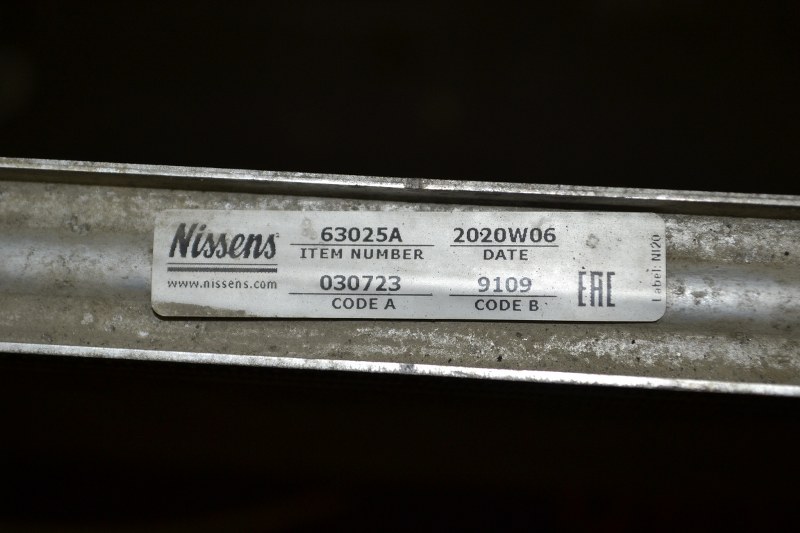 Nissens
63025A 2020W06
ITEM NUMBER DATE
www.nissens.com 030723 9109
CODE A CODE B
EAC
Label: NI20